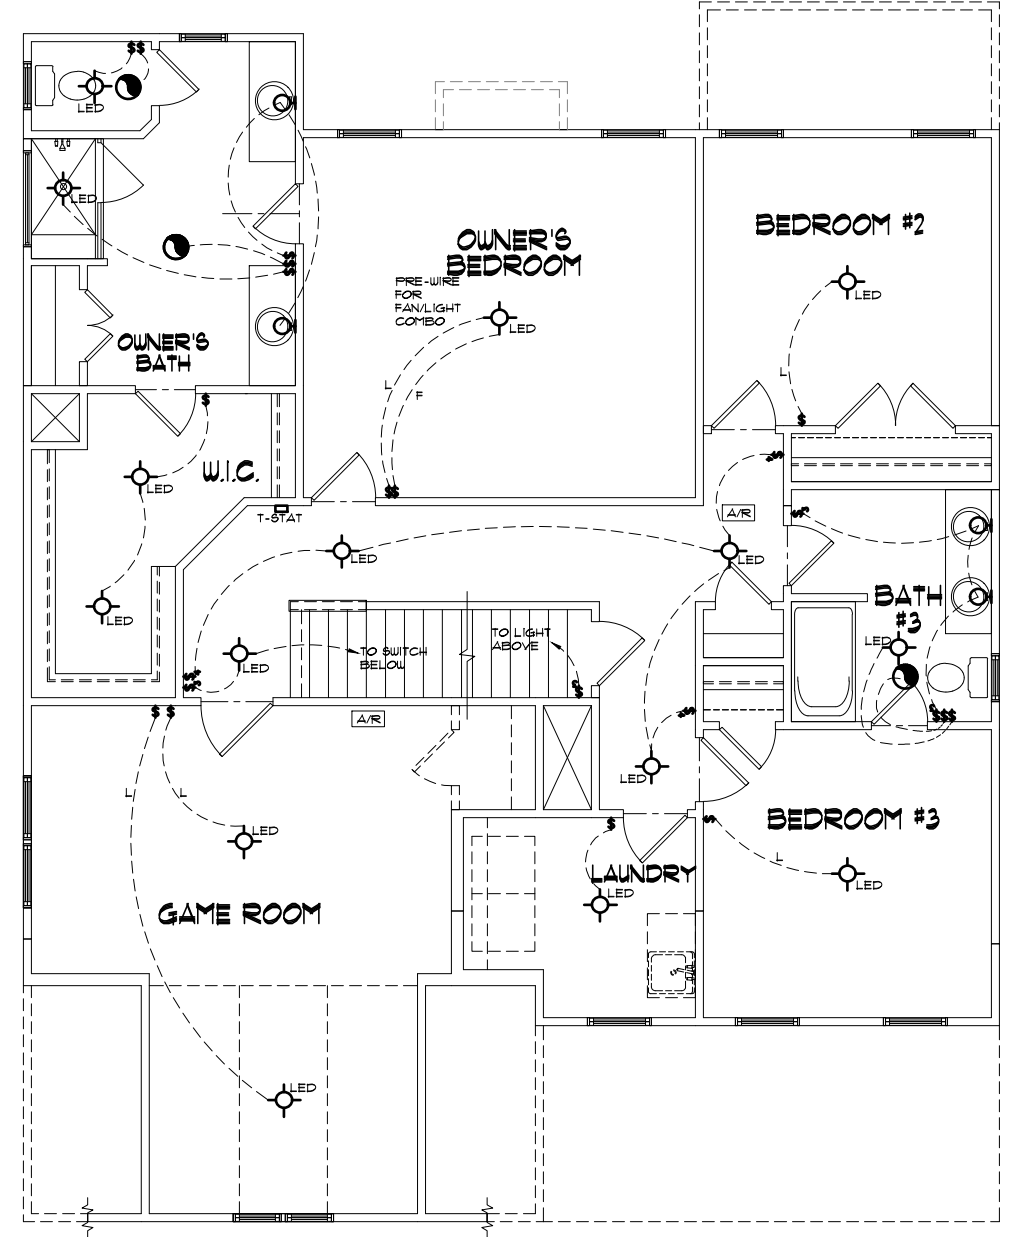 $$
LED
LED
BEDROOM #2
OWNER'S
BEDROOM
$$$
PRE-WIRE
FOR
FAN/LIGHT
COMBO
LED
LED
OWNER'S
BATH
L
L
F
$
$
$
W.I.C.
LED
$$
T-STAT
A/R
$3
LED
LED
BATH
#3
LED
TO LIGHT
ABOVE
LED
TO SWITCH
BELOW
LED
$$
$
$$$
A/R
LED
L
L
LED
$
$
BEDROOM #3
L
LAUNDRY
LED
LED
GAME ROOM
LED